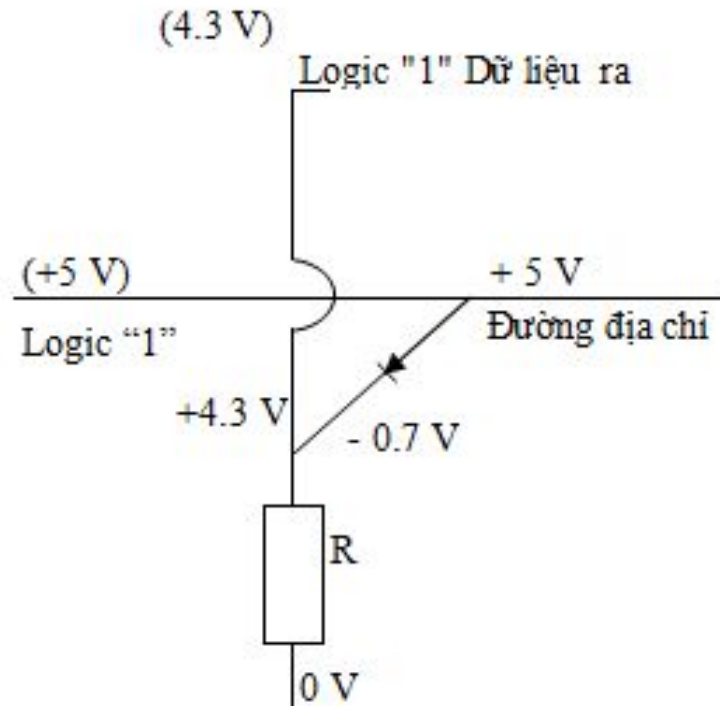 (4.3 V)
Logic "1" Dữ liệu ra
(+5 V)
+ 5 V
Logic “1”
Đường địa chỉ
+4.3 V
- 0.7 V
R
0 V